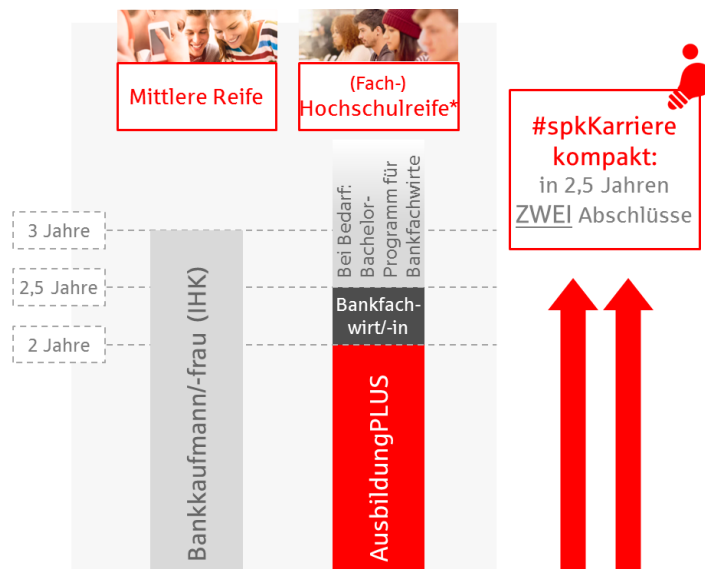 Mittlere Reife
(Fach-)
Hochschulreife*
#spkKarriere
kompakt:
in 2,5 Jahren
ZWEI Abschlüsse
3 Jahre
2,5 Jahre
2 Jahre
Bankkaufmann/-frau (IHK)
Bei Bedarf:
Bachelor-
Programm für
Bankfachwirte
Bankfach-
wirt/-in
AusbildungPLUS